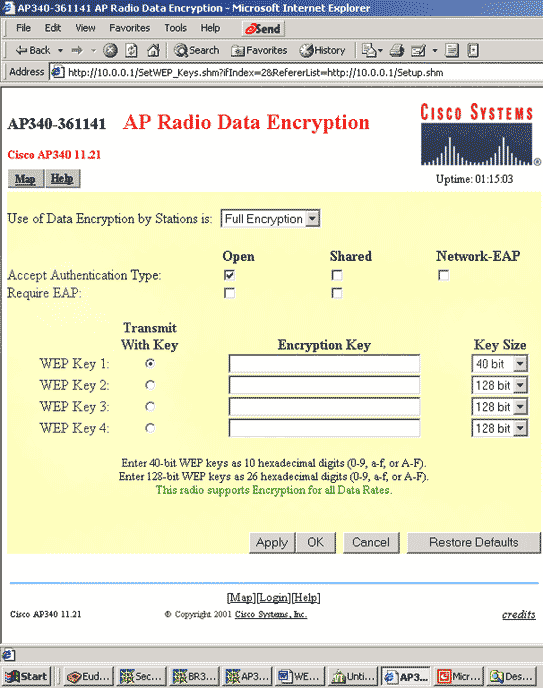 AP340-361141 AP Radio Data Encryption - Microsoft Internet Explorer
File Edit View Favorites Tools Help eSend
Back Search Favorites History
Address http://10.0.0.1/SetWEP_Keys.shm?ifIndex=2&RefererList=http://10.0.0.1/Setup.shm
AP340-361141 AP Radio Data Encryption
CISCO SYSTEMS
Cisco AP340 11.21
Map Help
Uptime: 01:15:03
Use of Data Encryption by Stations is: Full Encryption
Open Shared Network-EAP
Accept Authentication Type:
Require EAP:
Transmit
With Key Encryption Key Key Size
WEP Key 1: 40 bit
WEP Key 2: 128 bit
WEP Key 3: 128 bit
WEP Key 4: 128 bit
Enter 40-bit WEP keys as 10 hexadecimal digits (0-9, a-f, or A-F).
Enter 128-bit WEP keys as 26 hexadecimal digits (0-9, a-f, or A-F).
This radio supports Encryption for all Data Rates.
Apply OK Cancel Restore Defaults
[Map][Login][Help]
Cisco AP340 11.21 © Copyright 2001 Cisco Systems, Inc. credits
Start Eud... Sec... BR3... AP3... WE... Unti... AP3... Micr... Des...